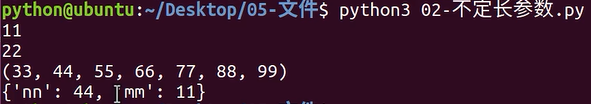 python@ubuntu:~/Desktop/05-文件$ python3 02-不定长参数.py
11
22
(33, 44, 55, 66, 77, 88, 99)
{'nn': 44, 'mm': 11}